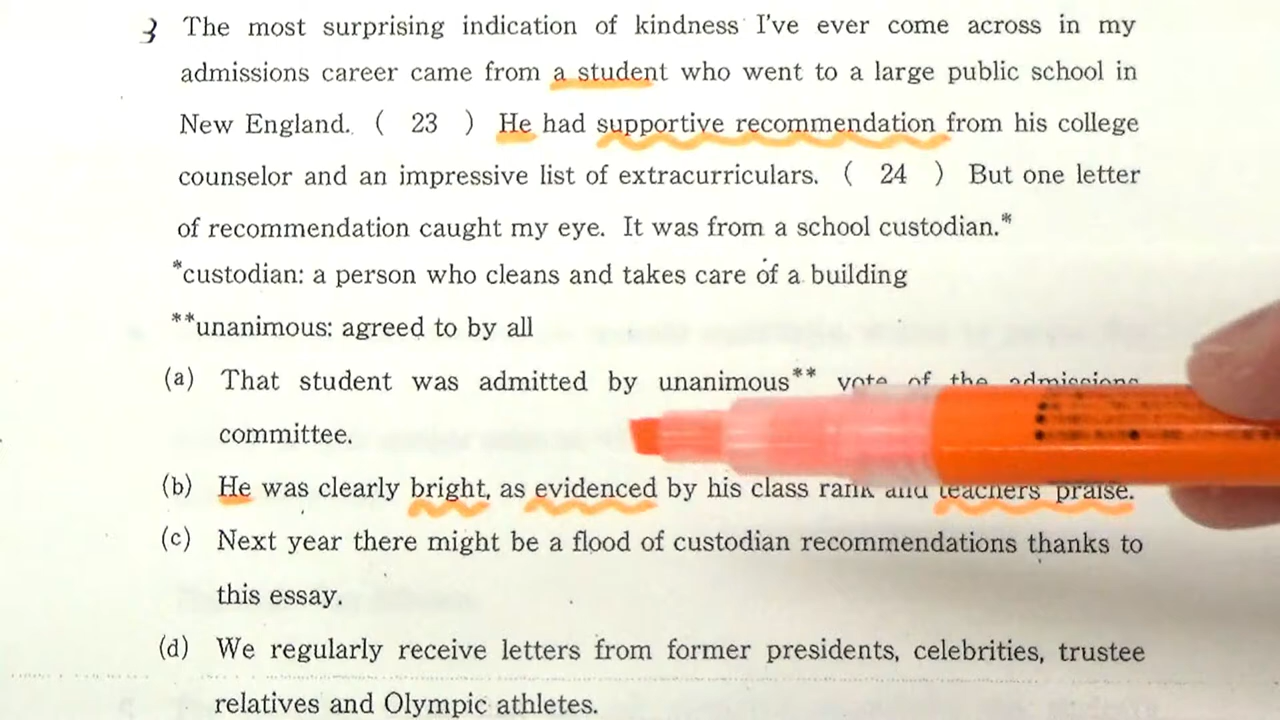 3 The most surprising indication of kindness I've ever come across in my
admissions career came from a student who went to a large public school in
New England. ( 23 ) He had supportive recommendation from his college
counselor and an impressive list of extracurriculars. ( 24 ) But one letter
of recommendation caught my eye. It was from a school custodian.*
*custodian: a person who cleans and takes care of a building
**unanimous: agreed to by all
(a) That student was admitted by unanimous** vote of the admissions
committee.
(b) He was clearly bright, as evidenced by his class rank and teachers' praise.
(c) Next year there might be a flood of custodian recommendations thanks to
this essay.
(d) We regularly receive letters from former presidents, celebrities, trustee
relatives and Olympic athletes.